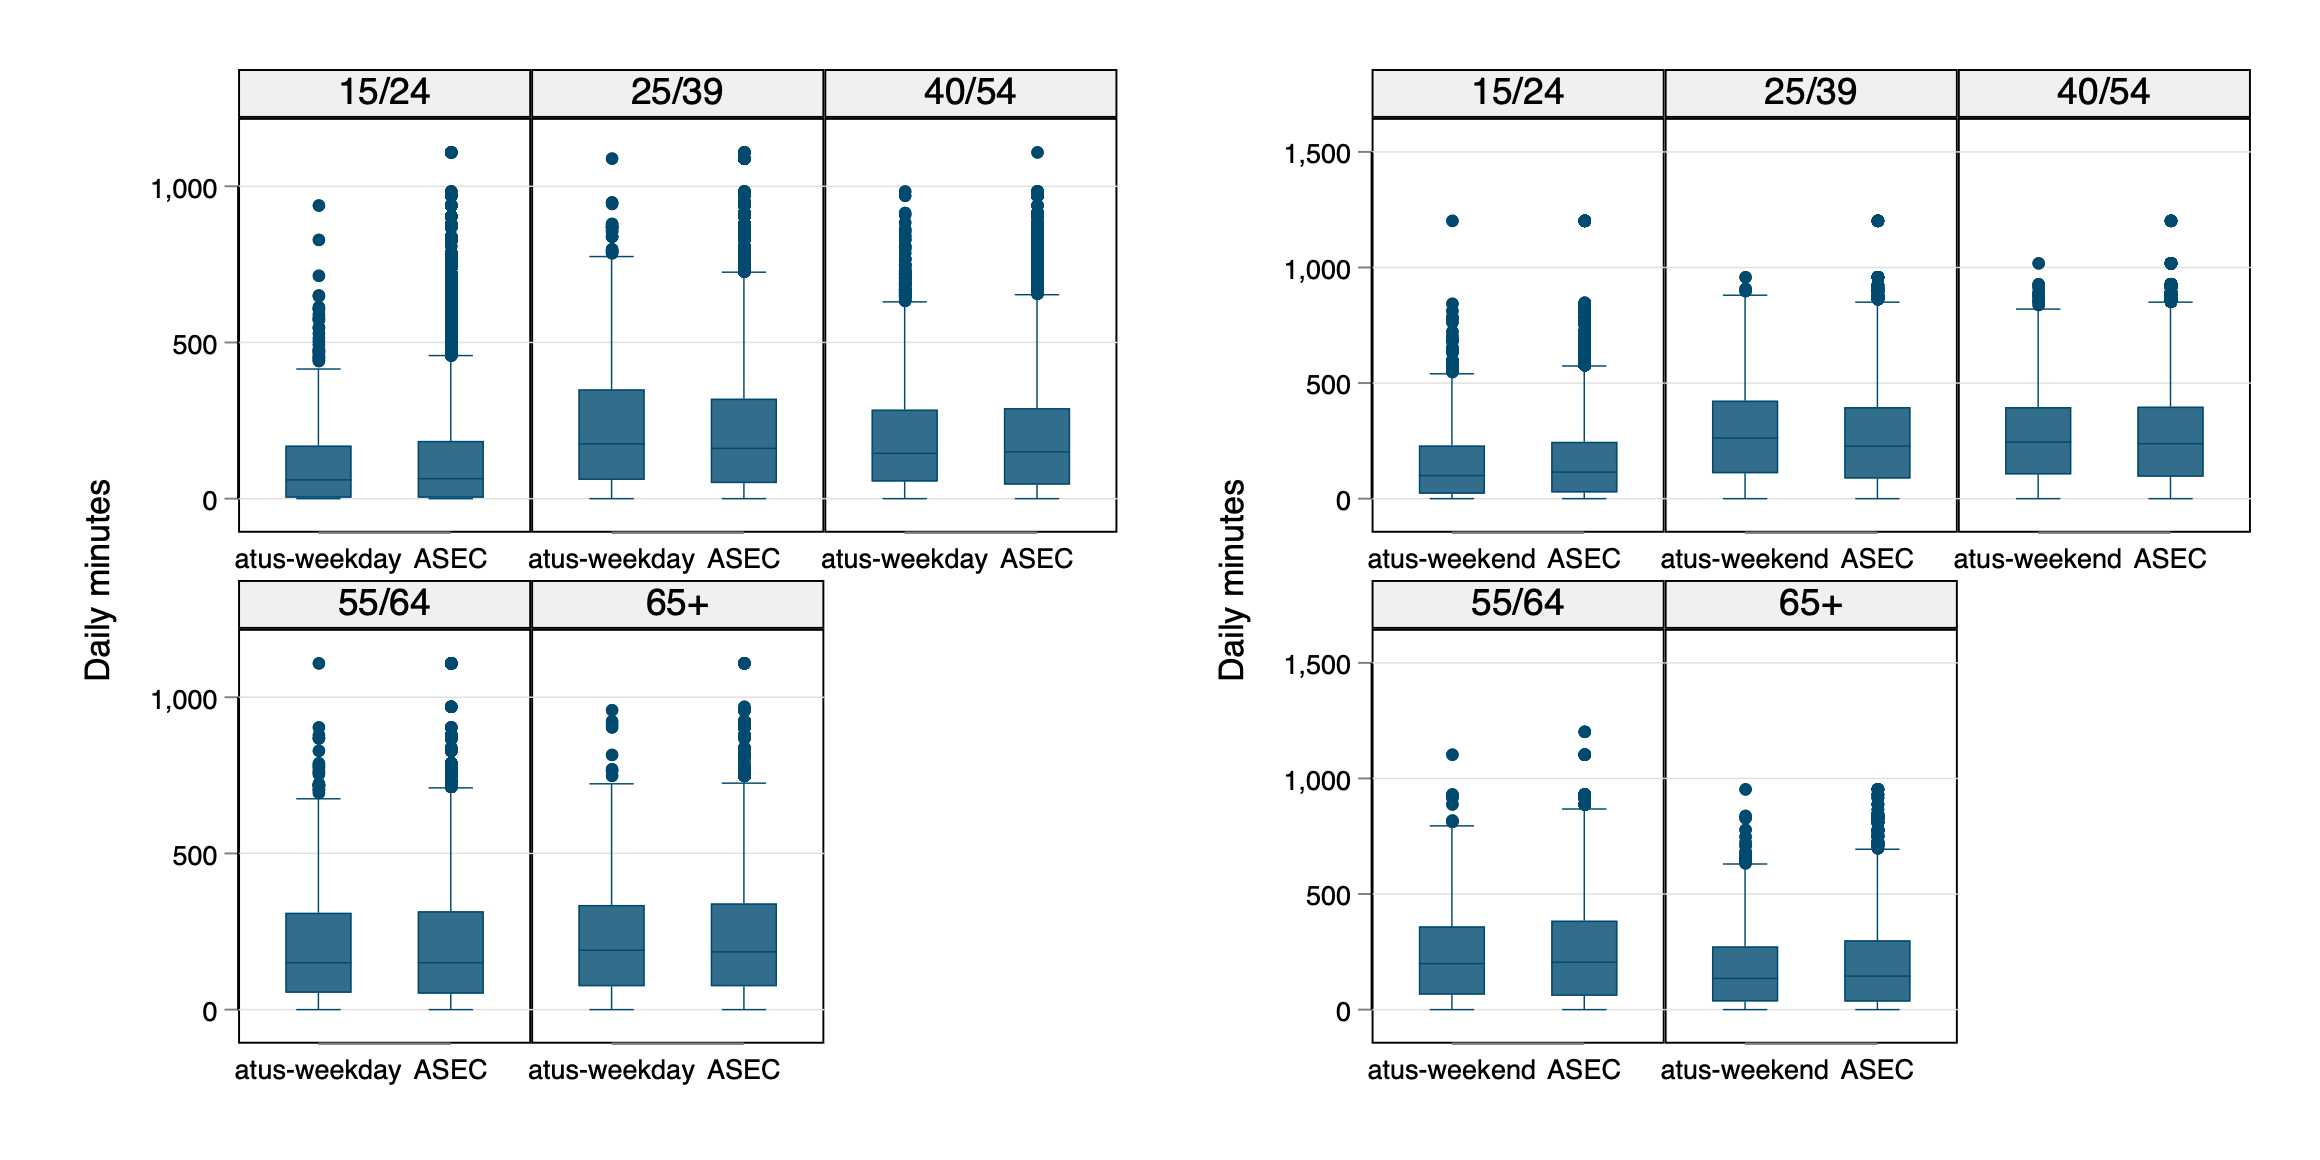 Daily minutes
15/24 25/39 40/54
1,000
500
0
atus-weekday ASEC atus-weekday ASEC atus-weekday ASEC
55/64 65+
1,000
500
0
atus-weekday ASEC atus-weekday ASEC
Daily minutes
15/24 25/39 40/54
1,500
1,000
500
0
atus-weekend ASEC atus-weekend ASEC atus-weekend ASEC
55/64 65+
1,500
1,000
500
0
atus-weekend ASEC atus-weekend ASEC